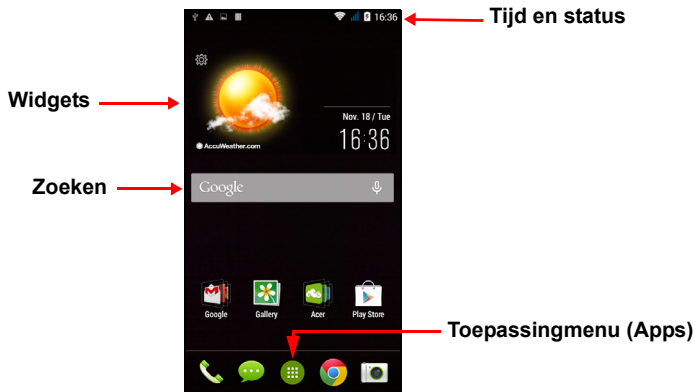 16:36
Tijd en status
Widgets
Nov. 18 / Tue
16:36
AccuWeather.com
Zoeken
Google
Google
Gallery
Acer
Play Store
Toepassingmenu (Apps)